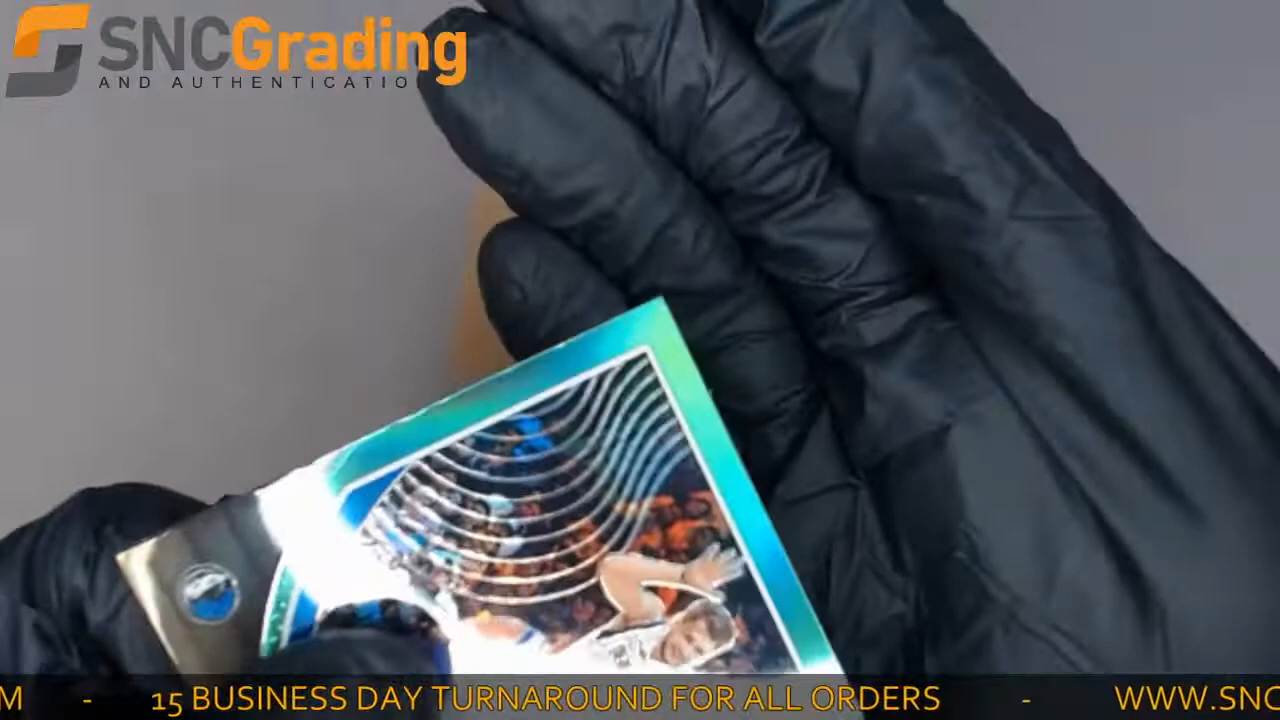 SNCGrading
AND AUTHENTICATIO
M - 15 BUSINESS DAY TURNAROUND FOR ALL ORDERS - WWW.SNC